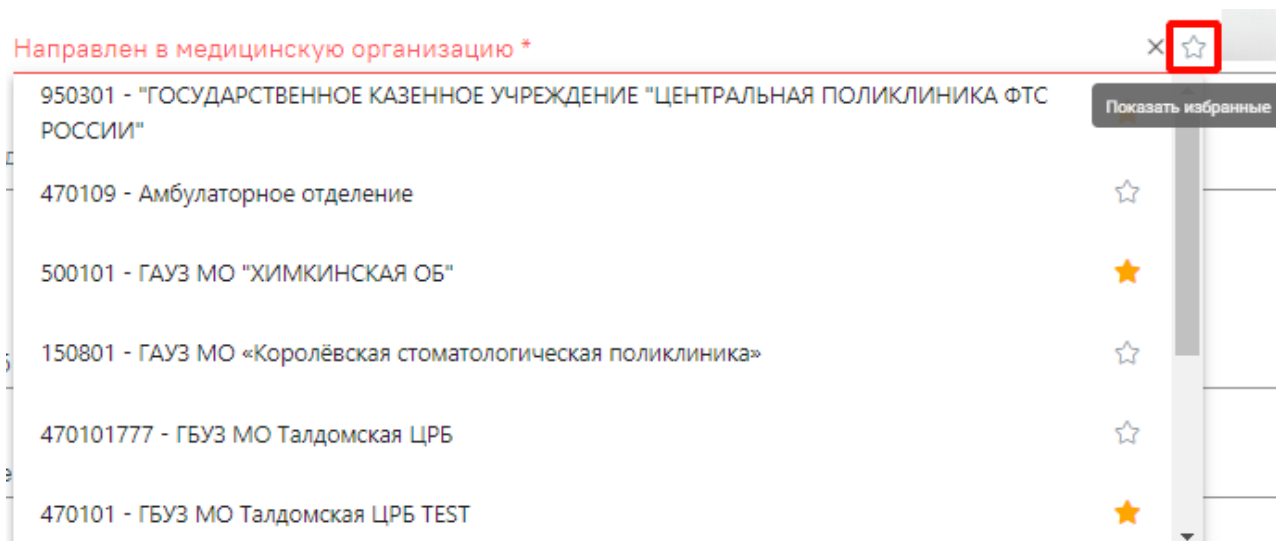 Направлен в медицинскую организацию *
950301 - "ГОСУДАРСТВЕННОЕ КАЗЕННОЕ УЧРЕЖДЕНИЕ "ЦЕНТРАЛЬНАЯ ПОЛИКЛИНИКА ФТС
РОССИИ"
Показать избранные
470109 - Амбулаторное отделение
500101 - ГАУЗ МО "ХИМКИНСКАЯ ОБ"
150801 - ГАУЗ МО «Королёвская стоматологическая поликлиника»
470101777 - ГБУЗ МО Талдомская ЦРБ
470101 - ГБУЗ МО Талдомская ЦРБ TEST